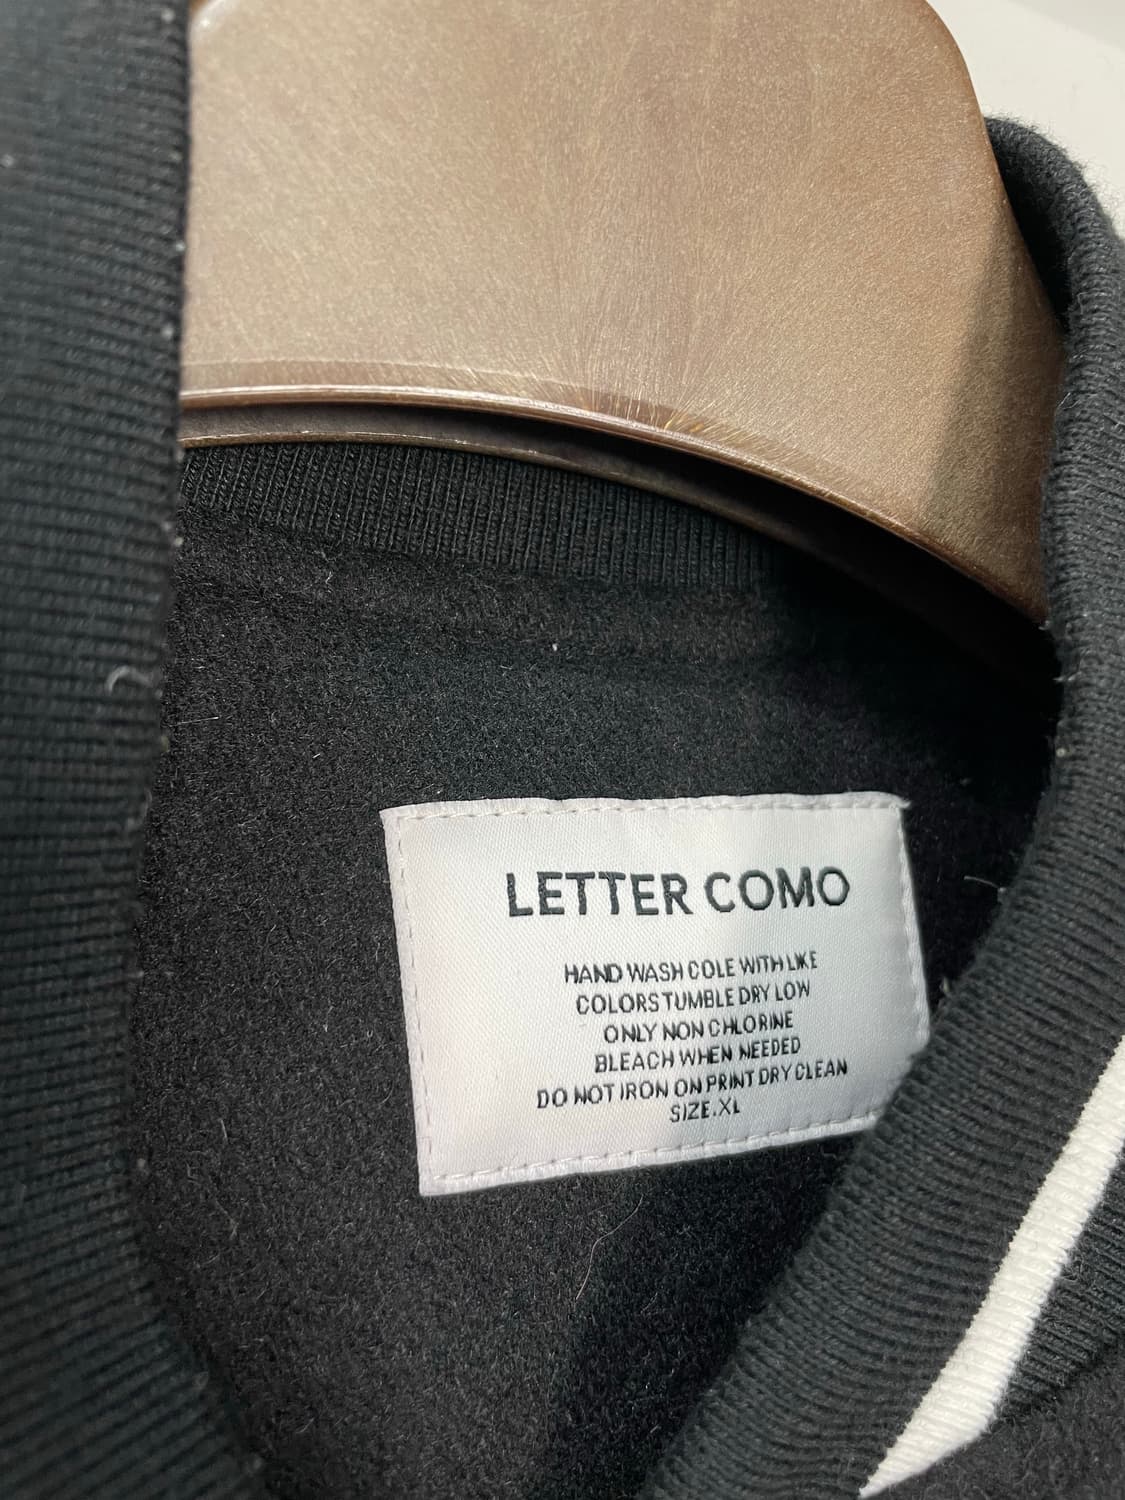 LETTER COMO
HAND WASH COLE WITH LIKE
COLORS TUMBLE DRY LOW
ONLY NON CHLORINE
BLEACH WHEN NEEDED
DO NOT IRON ON PRINT DRY CLEAN
SIZE.XL